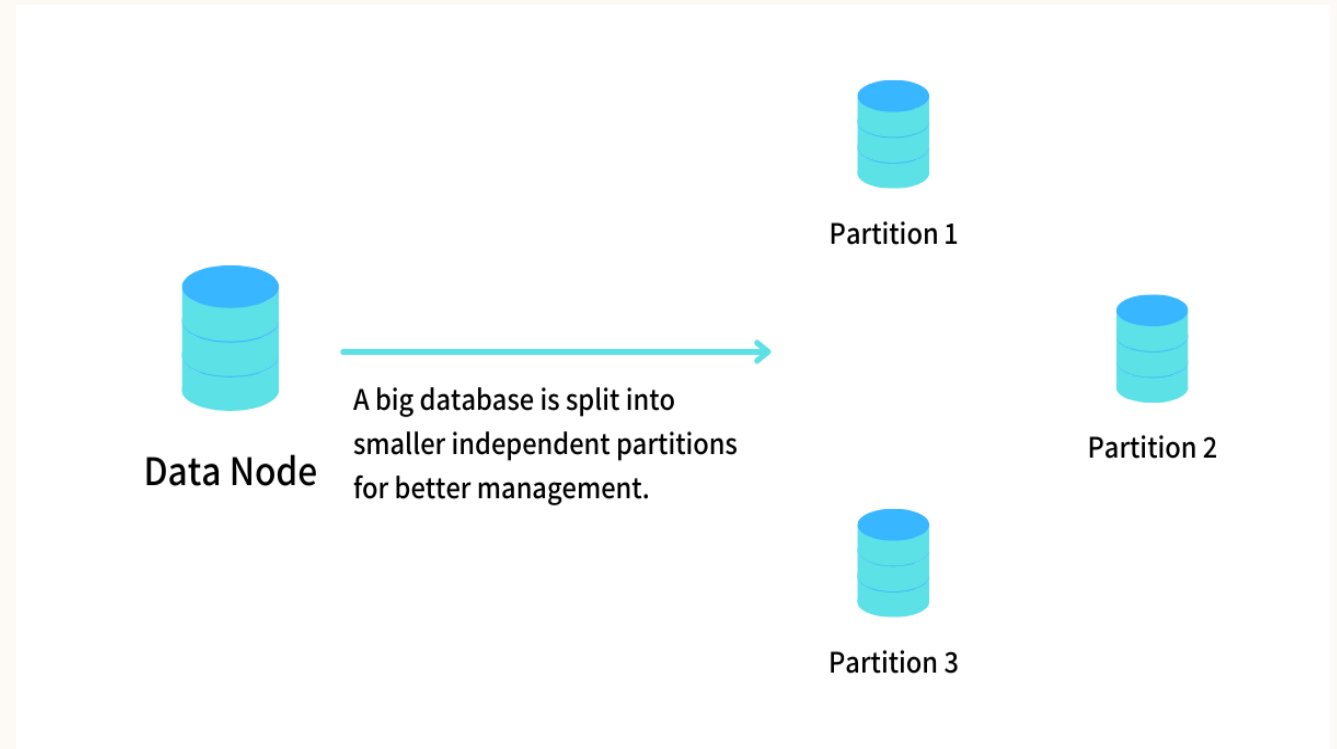 Partition 1
A big database is split into
smaller independent partitions
for better management.
Data Node
Partition 2
Partition 3